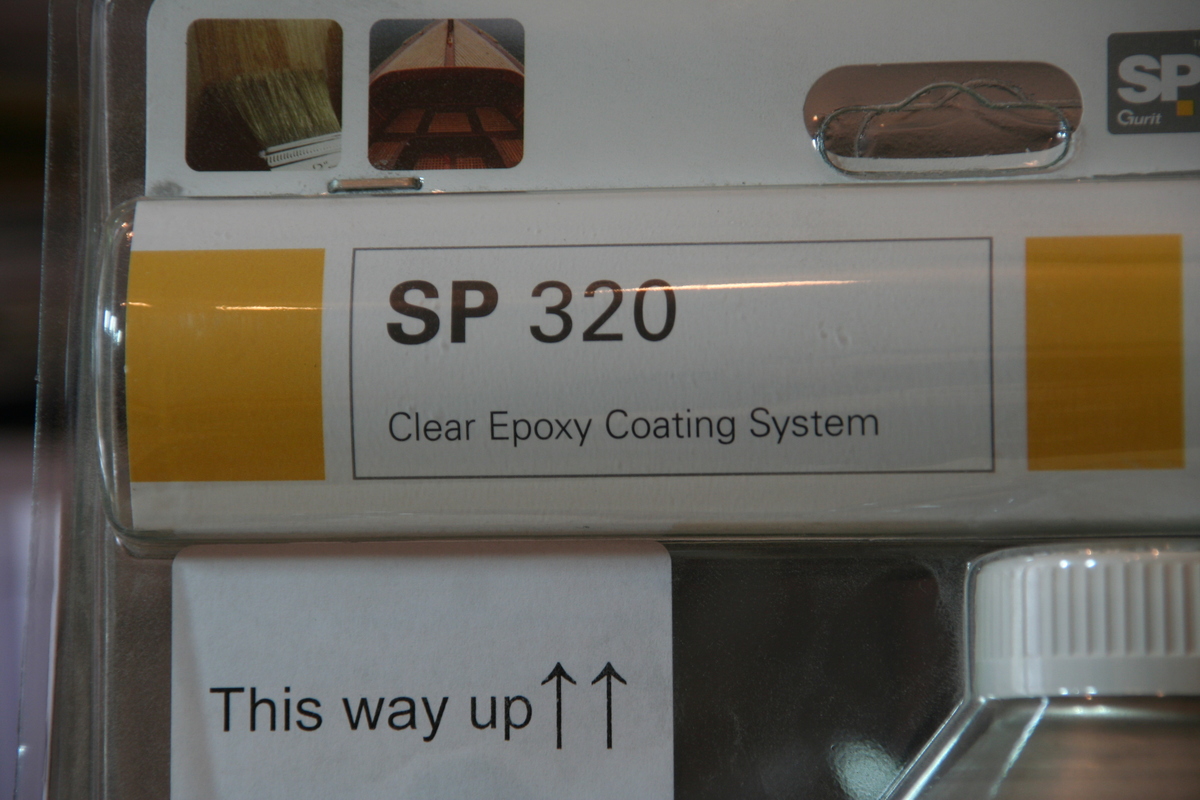 SP
Gurit
SP 320
Clear Epoxy Coating System
This way up↑↑